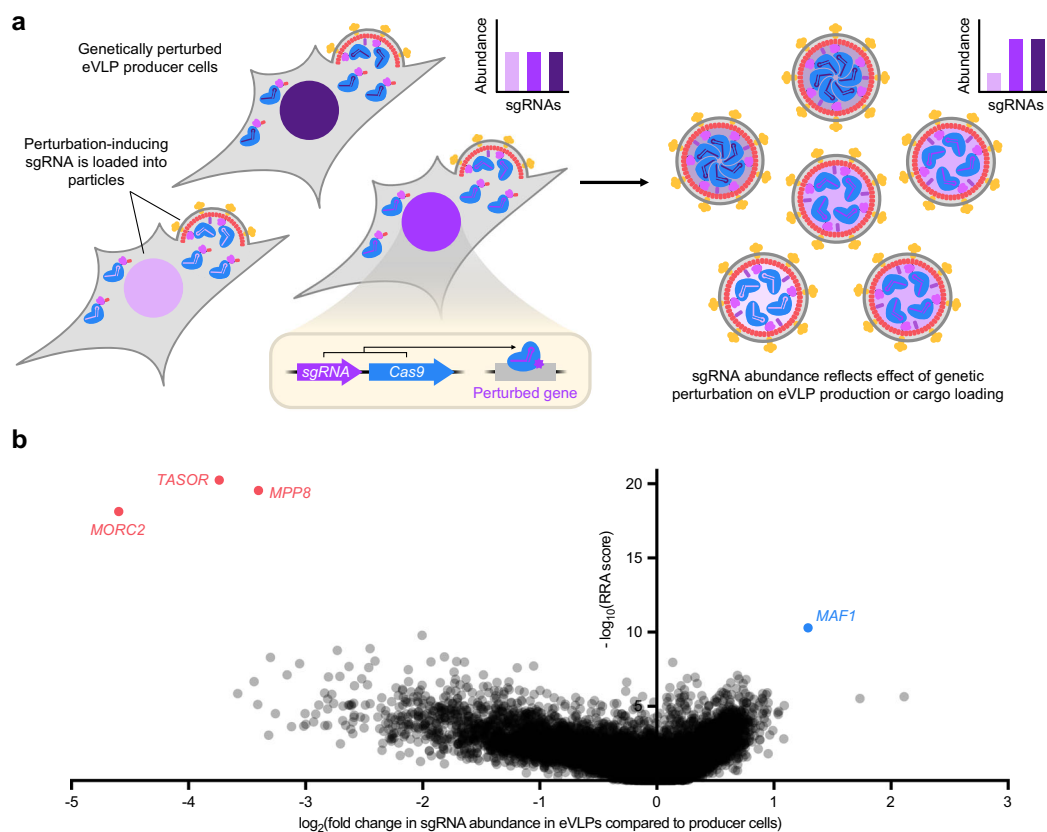 a
Genetically perturbed
eVLP producer cells
Perturbation-inducing
sgRNA is loaded into
particles
Abundance
sgRNAs
sgRNA
Cas9
Perturbed gene
Abundance
sgRNAs
sgRNA abundance reflects effect of genetic
perturbation on eVLP production or cargo loading
b
TASOR
MPP8
MORC2
MAF1
- log10(RRA score)
20
15
10
5
-5
-4
-3
-2
-1
0
1
2
3
log2(fold change in sgRNA abundance in eVLPs compared to producer cells)